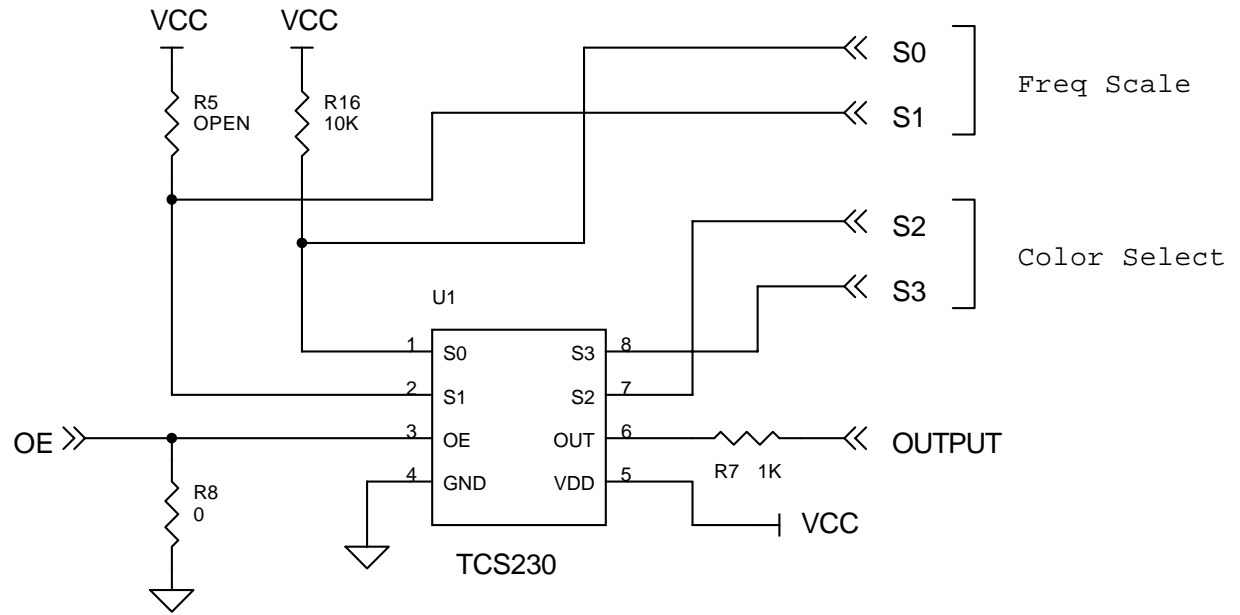 VCC VCC
S0
Freq Scale
R5 R16
OPEN 10K
S1
S2
Color Select
S3
U1
1 S0 S3 8
2 S1 S2 7
OE 3 OE OUT 6 OUTPUT
R7 1K
4 GND VDD 5
R8
0
VCC
TCS230